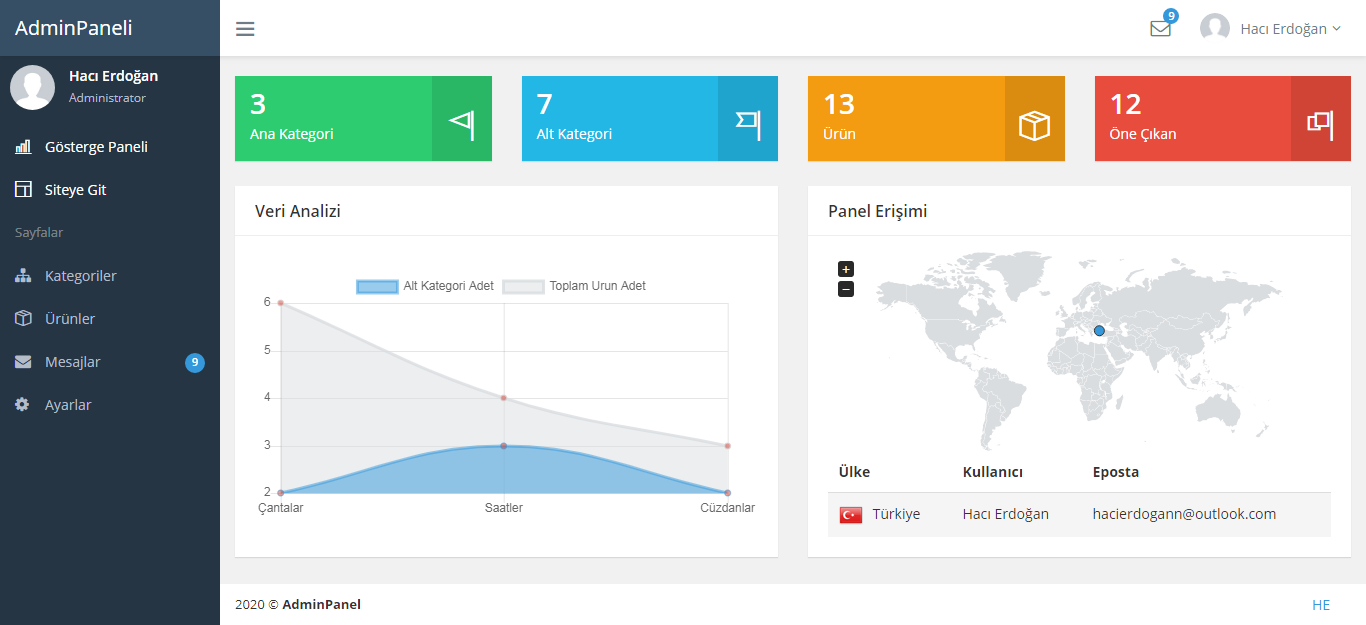 AdminPaneli
9
Hacı Erdoğan
Hacı Erdoğan
Administrator
Gösterge Paneli
Siteye Git
Sayfalar
Kategoriler
Ürünler
Mesajlar 9
Ayarlar
3
Ana Kategori
7
Alt Kategori
13
Ürün
12
Öne Çıkan
Veri Analizi
Alt Kategori Adet Toplam Urun Adet
6
5
4
3
2
Çantalar Saatler Cüzdanlar
Panel Erişimi
+
−
Ülke Kullanıcı Eposta
Türkiye Hacı Erdoğan hacierdogann@outlook.com
2020 © AdminPanel
HE